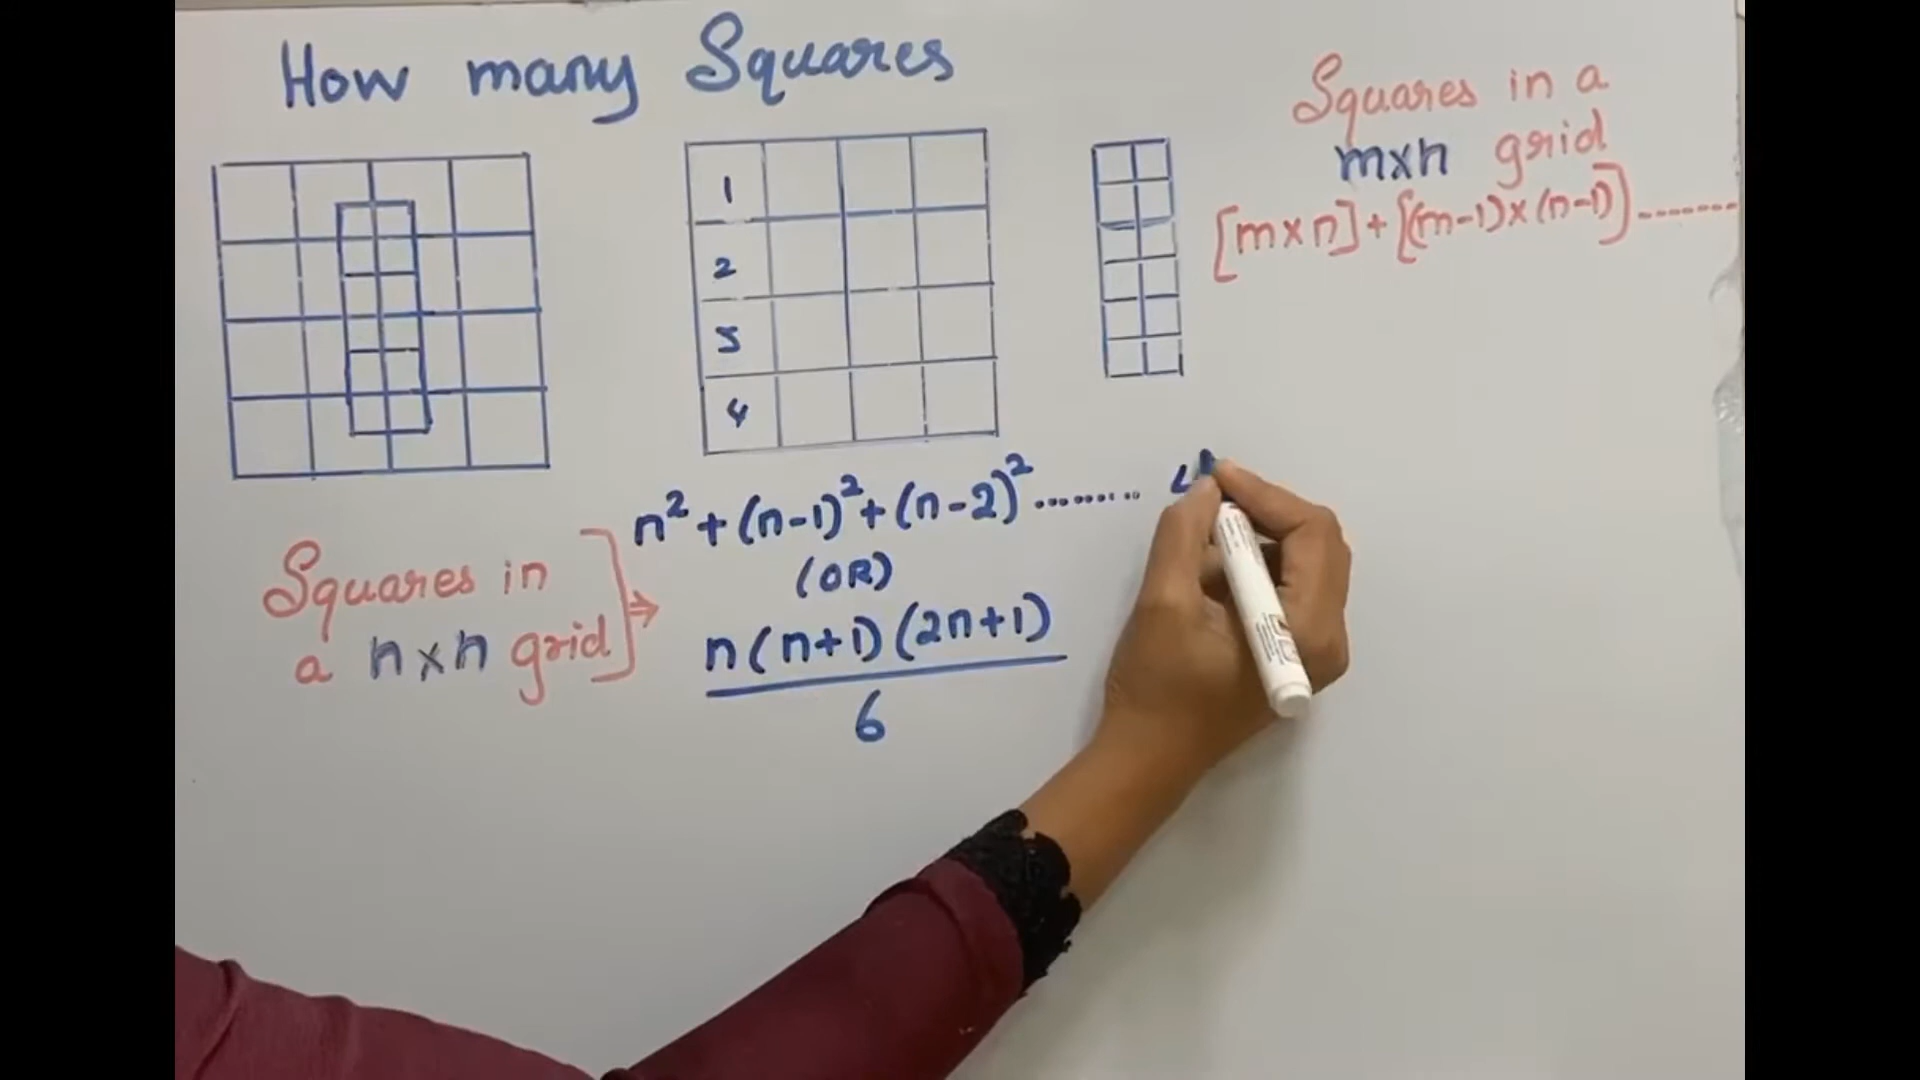 How many Squares
Squares in a
m×n grid
[m×n]+[(m-1)×(n-1)]--------
1
2
3
4
n²+(n-1)²+(n-2)².........
(OR)
n(n+1)(2n+1)
6
Squares in
a n×n grid